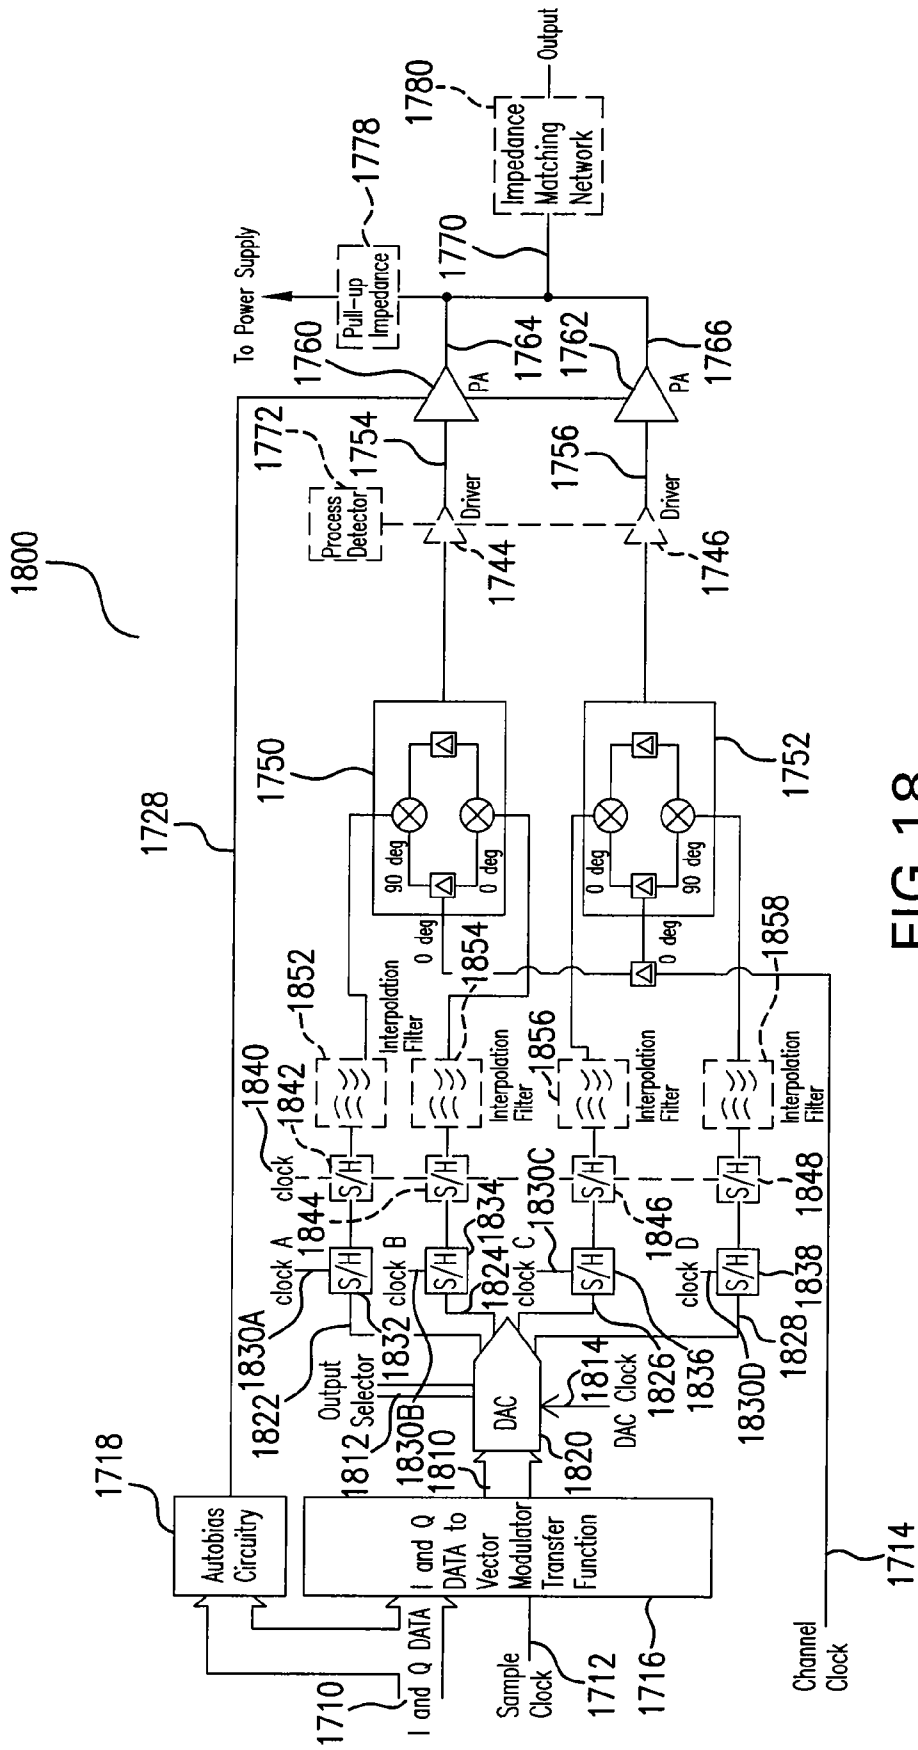 1800
To Power Supply
1728
1718
Autobias
Circuitry
1710
I and Q DATA
Sample
Clock
1712
1716
I and Q
DATA to
Vector
Modulator
Transfer
Function
Channel
Clock
1714
1810
1812
Output
Selector
DAC
1820
1814
DAC Clock
1822
1824
1826
1828
1830A
clock A
S/H
1832
1830B
clock B
S/H
1834
1830C
clock C
S/H
1836
1830D
clock D
S/H
1838
clock
1840
1842
S/H
1844
S/H
1846
S/H
1848
S/H
1852
Interpolation
Filter
1854
Interpolation
Filter
1856
Interpolation
Filter
1858
Interpolation
Filter
1750
90 deg
0 deg
0 deg
1752
0 deg
90 deg
0 deg
1772
Process
Detector
1744
Driver
1754
1746
Driver
1756
1760
PA
1764
1762
PA
1766
1778
Pull-up
Impedance
1770
1780
Impedance
Matching
Network
Output
FIG. 18